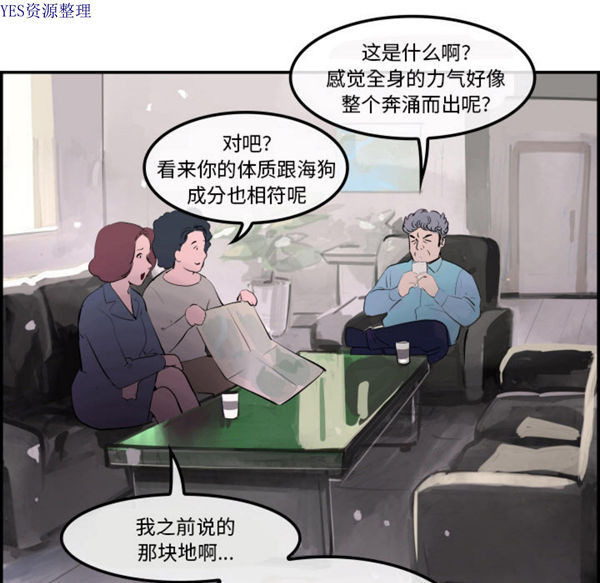 YES资源整理
这是什么啊?
感觉全身的力气好像
整个奔涌而出呢?
对吧?
看来你的体质跟海狗
成分也相符呢
我之前说的
那块地啊...